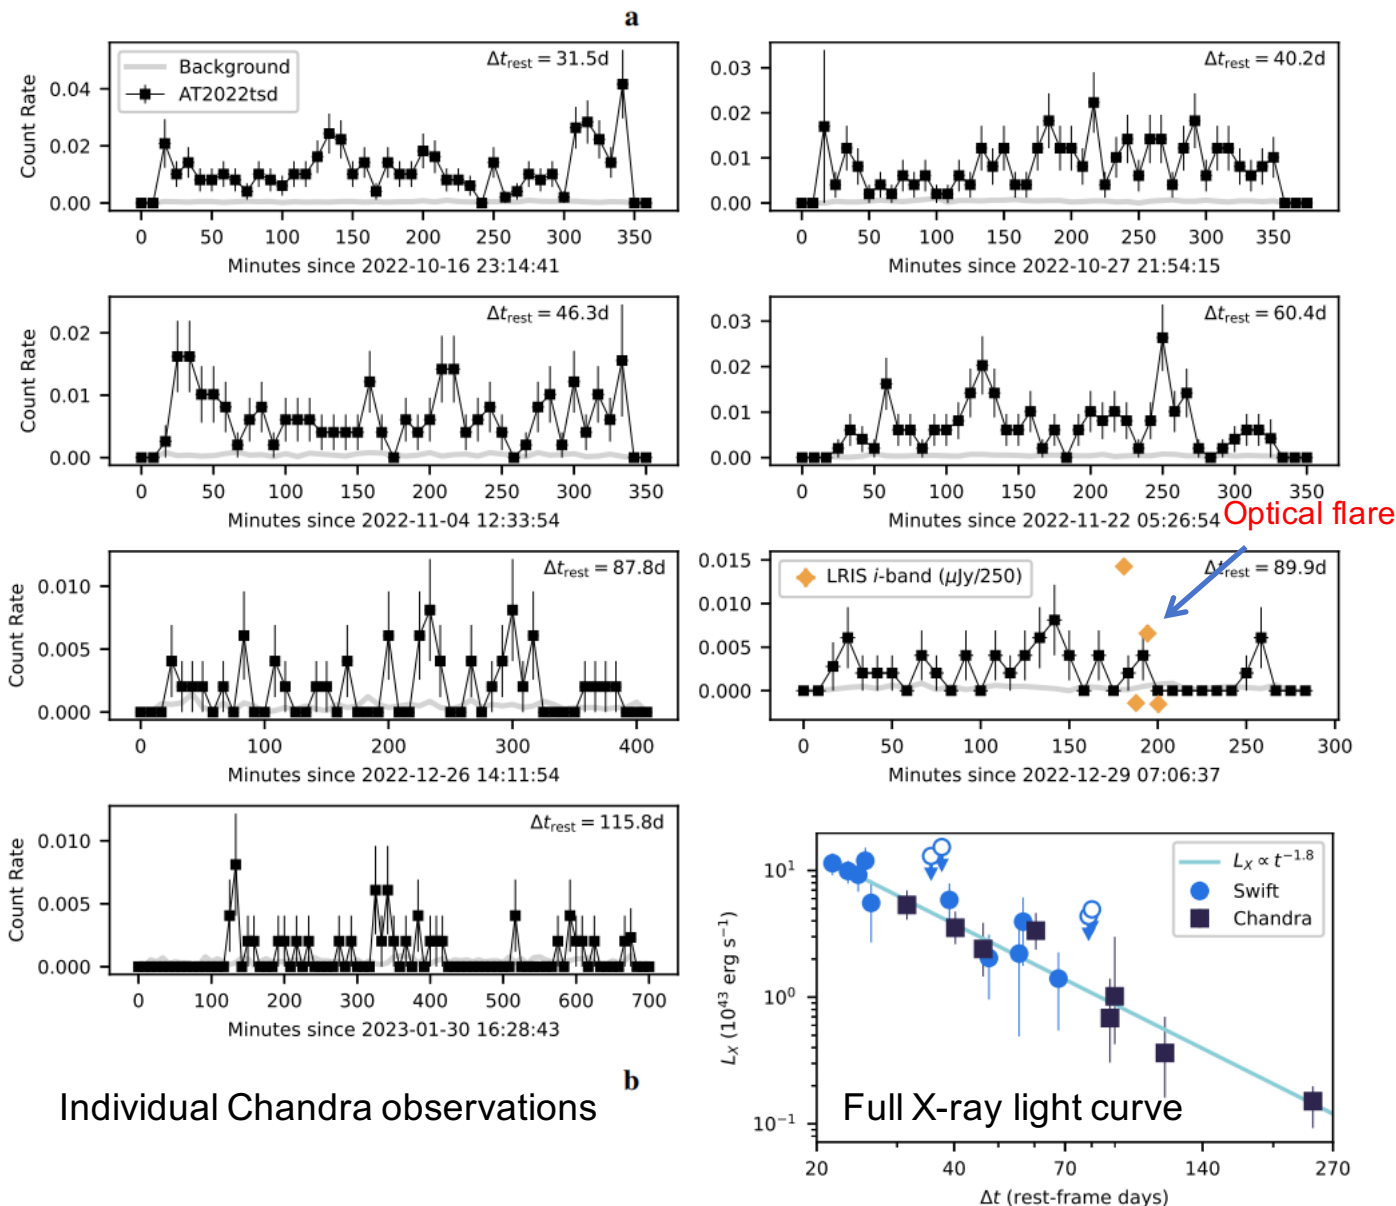 a
Background
AT2022tsd
Δt_rest = 31.5d
Count Rate
0.04
0.02
0.00
0 50 100 150 200 250 300 350
Minutes since 2022-10-16 23:14:41
Δt_rest = 40.2d
0.03
0.02
0.01
0.00
0 50 100 150 200 250 300 350
Minutes since 2022-10-27 21:54:15
Δt_rest = 46.3d
Count Rate
0.02
0.01
0.00
0 50 100 150 200 250 300 350
Minutes since 2022-11-04 12:33:54
Δt_rest = 60.4d
0.03
0.02
0.01
0.00
0 50 100 150 200 250 300 350
Minutes since 2022-11-22 05:26:54
Optical flare
Δt_rest = 87.8d
Count Rate
0.010
0.005
0.000
0 100 200 300 400
Minutes since 2022-12-26 14:11:54
LRIS i-band (μJy/250)
Δt_rest = 89.9d
0.015
0.010
0.005
0.000
0 50 100 150 200 250 300
Minutes since 2022-12-29 07:06:37
Δt_rest = 115.8d
Count Rate
0.010
0.005
0.000
0 100 200 300 400 500 600 700
Minutes since 2023-01-30 16:28:43
b
Individual Chandra observations
L_X ∝ t^−1.8
Swift
Chandra
L_X (10^43 erg s^−1)
10^1
10^0
10^−1
Full X-ray light curve
20 40 70 140 270
Δt (rest-frame days)